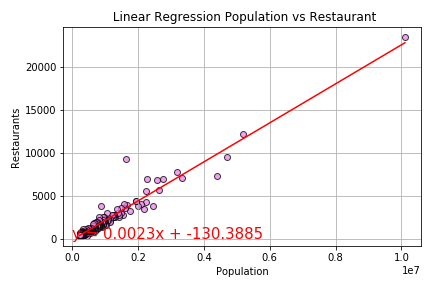 Linear Regression Population vs Restaurant
Restaurants
20000
15000
10000
5000
0
y = 0.0023x + -130.3885
0.0
0.2
0.4
0.6
0.8
1.0
1e7
Population